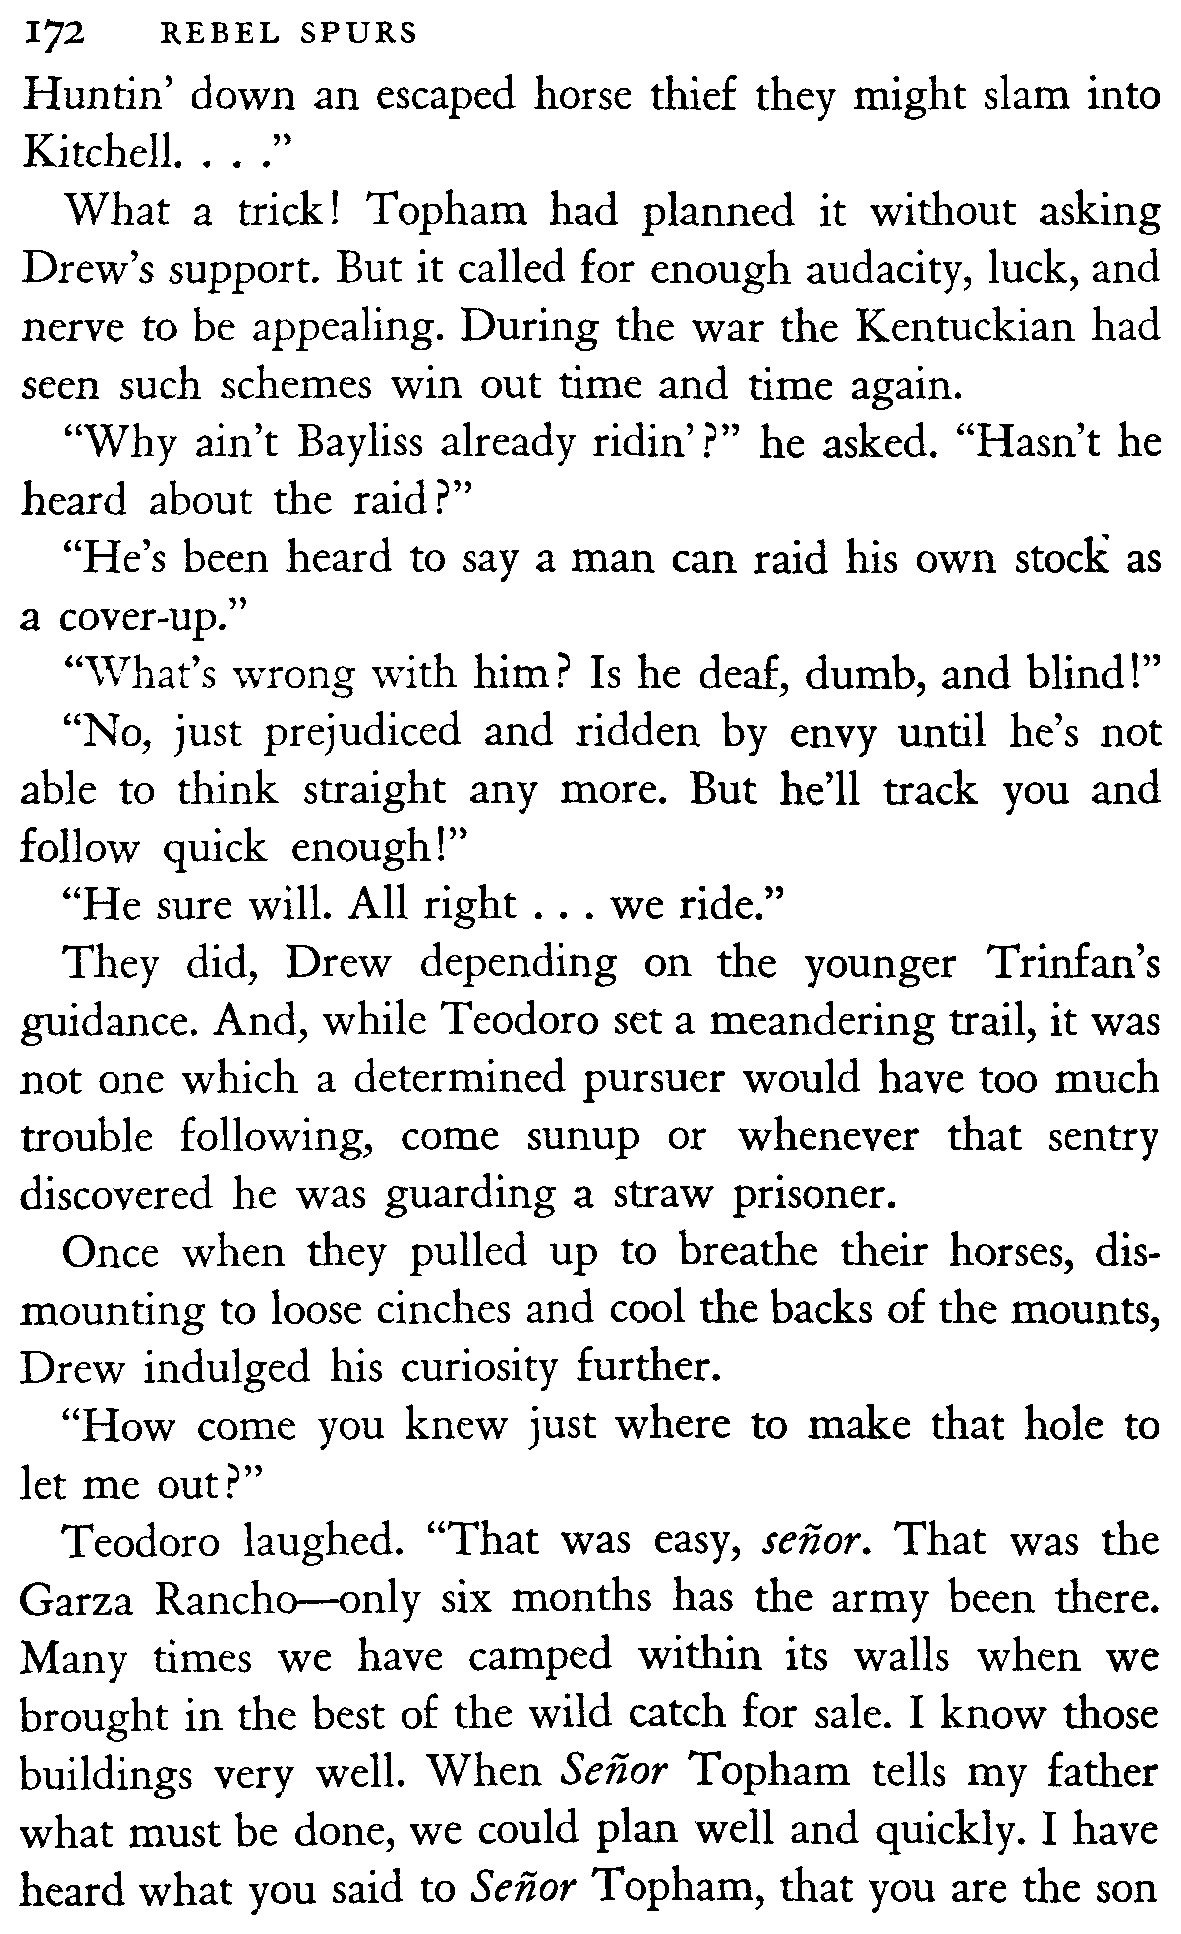 172 REBEL SPURS
Huntin’ down an escaped horse thief they might slam into
Kitchell. . . .”
What a trick! Topham had planned it without asking
Drew’s support. But it called for enough audacity, luck, and
nerve to be appealing. During the war the Kentuckian had
seen such schemes win out time and time again.
“Why ain’t Bayliss already ridin’?” he asked. “Hasn’t he
heard about the raid?”
“He’s been heard to say a man can raid his own stock as
a cover-up.”
“What’s wrong with him? Is he deaf, dumb, and blind!”
“No, just prejudiced and ridden by envy until he’s not
able to think straight any more. But he’ll track you and
follow quick enough!”
“He sure will. All right . . . we ride.”
They did, Drew depending on the younger Trinfan’s
guidance. And, while Teodoro set a meandering trail, it was
not one which a determined pursuer would have too much
trouble following, come sunup or whenever that sentry
discovered he was guarding a straw prisoner.
Once when they pulled up to breathe their horses, dis-
mounting to loose cinches and cool the backs of the mounts,
Drew indulged his curiosity further.
“How come you knew just where to make that hole to
let me out?”
Teodoro laughed. “That was easy, señor. That was the
Garza Rancho—only six months has the army been there.
Many times we have camped within its walls when we
brought in the best of the wild catch for sale. I know those
buildings very well. When Señor Topham tells my father
what must be done, we could plan well and quickly. I have
heard what you said to Señor Topham, that you are the son